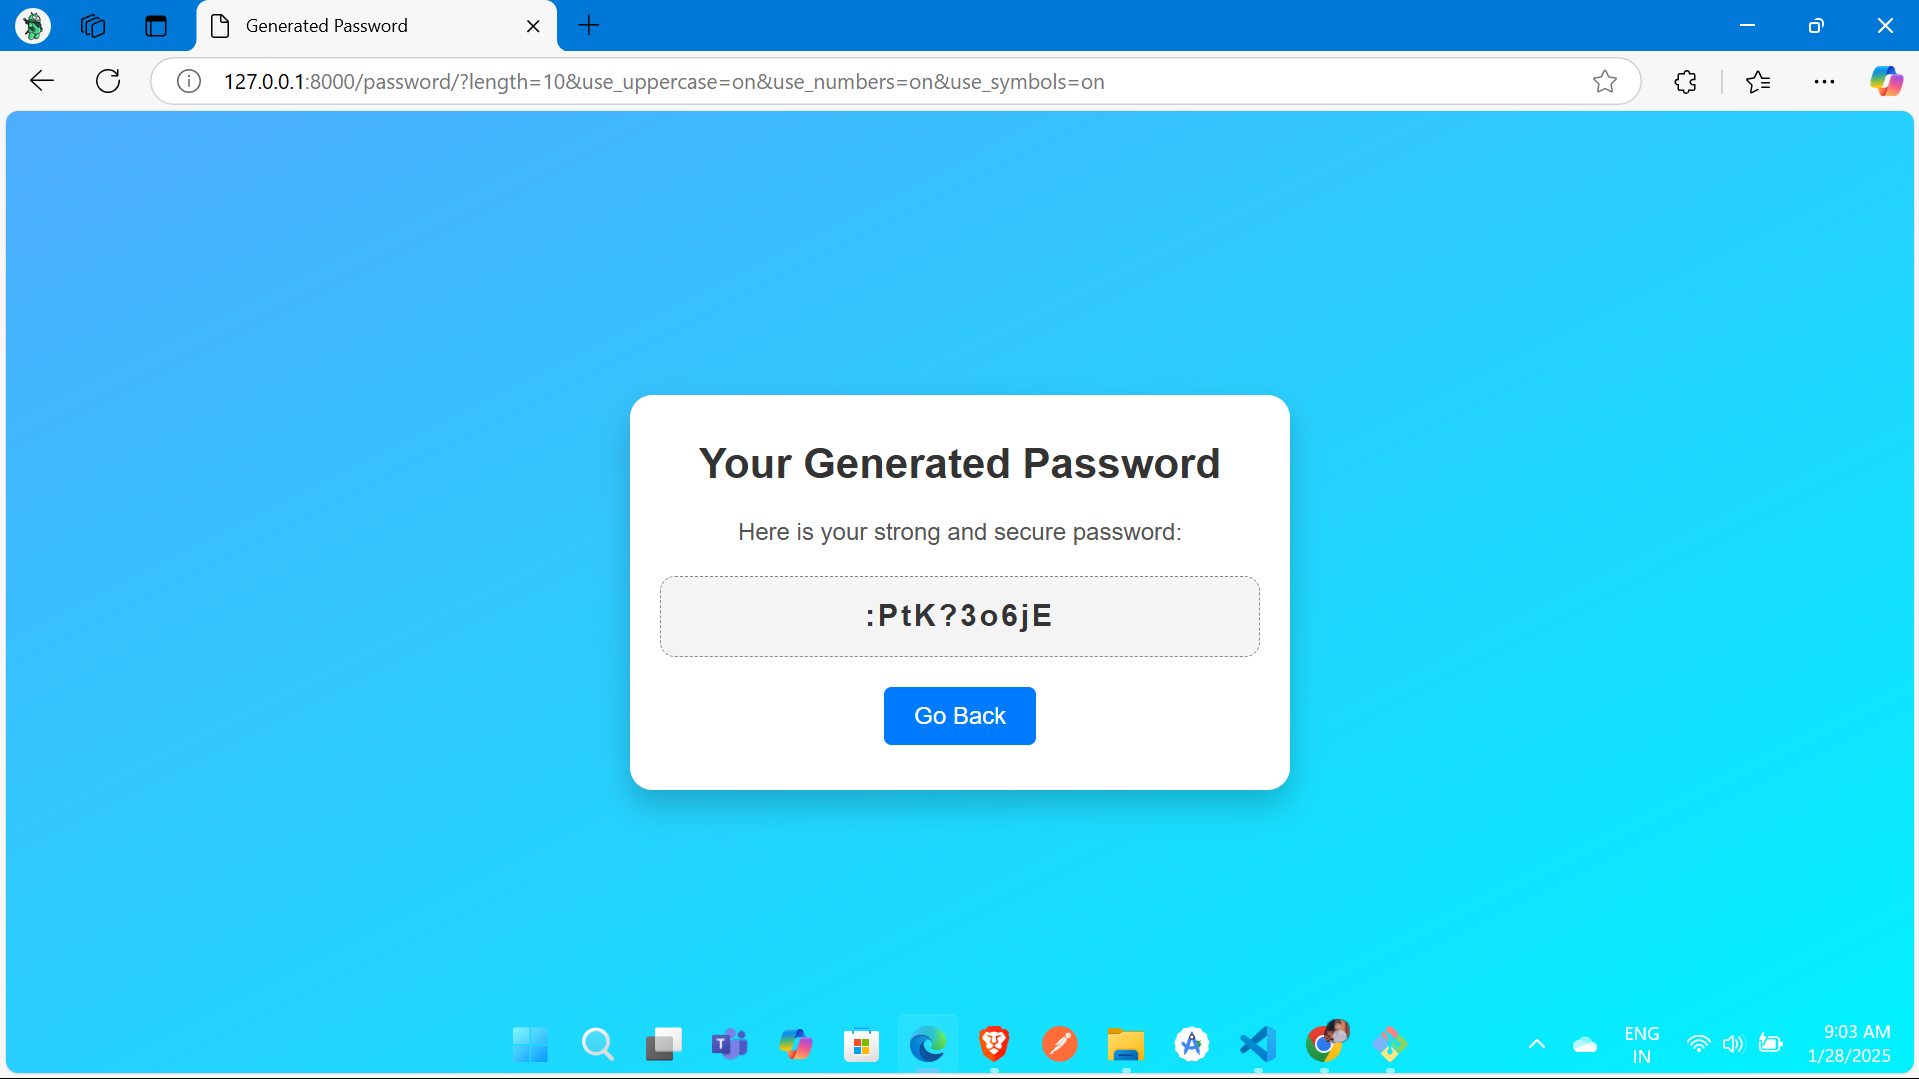 Generated Password
127.0.0.1:8000/password/?length=10&use_uppercase=on&use_numbers=on&use_symbols=on
Your Generated Password
Here is your strong and secure password:
:PtK?3o6jE
Go Back
ENG
IN
9:03 AM
1/28/2025